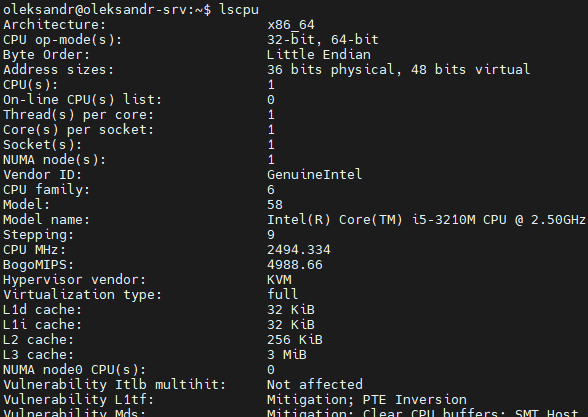 oleksandr@oleksandr-srv:~$ lscpu
Architecture: x86_64
CPU op-mode(s): 32-bit, 64-bit
Byte Order: Little Endian
Address sizes: 36 bits physical, 48 bits virtual
CPU(s): 1
On-line CPU(s) list: 0
Thread(s) per core: 1
Core(s) per socket: 1
Socket(s): 1
NUMA node(s): 1
Vendor ID: GenuineIntel
CPU family: 6
Model: 58
Model name: Intel(R) Core(TM) i5-3210M CPU @ 2.50GHz
Stepping: 9
CPU MHz: 2494.334
BogoMIPS: 4988.66
Hypervisor vendor: KVM
Virtualization type: full
L1d cache: 32 KiB
L1i cache: 32 KiB
L2 cache: 256 KiB
L3 cache: 3 MiB
NUMA node0 CPU(s): 0
Vulnerability Itlb multihit: Not affected
Vulnerability L1tf: Mitigation; PTE Inversion
Vulnerability Mds: Mitigation; Clear CPU buffers; SMT Host